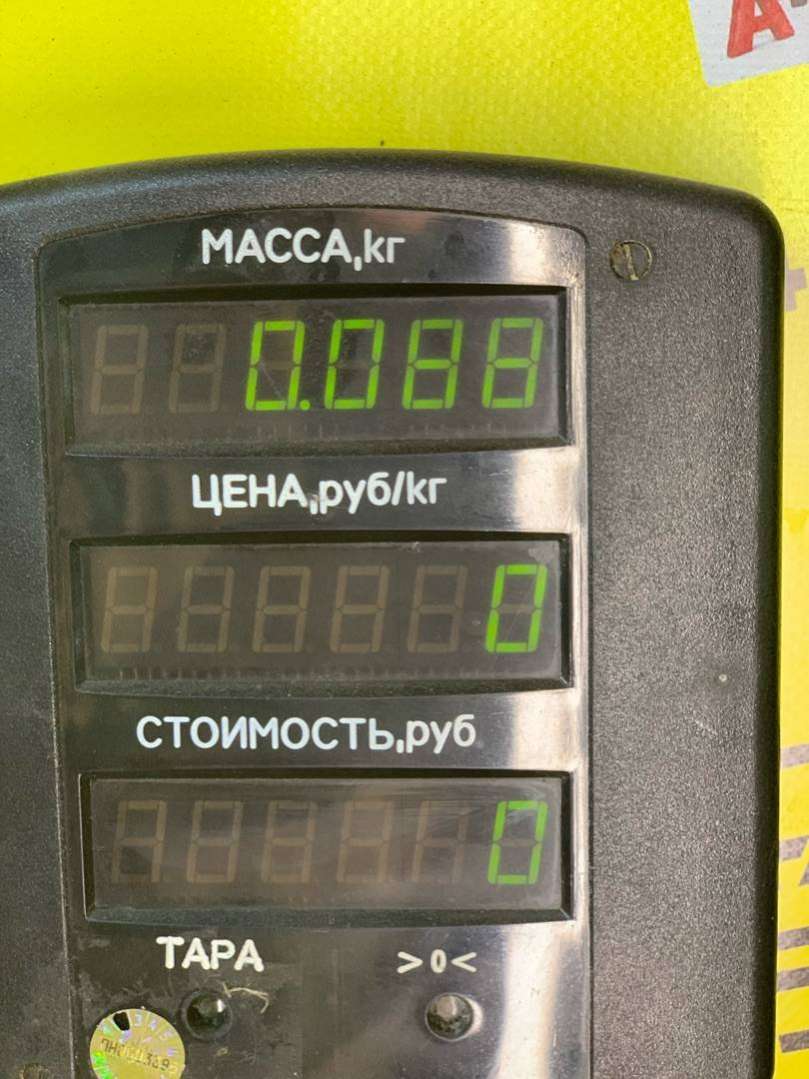 МАССА,кг
0.088
ЦЕНА,руб/кг
0
СТОИМОСТЬ,руб
0
ТАРА >0<